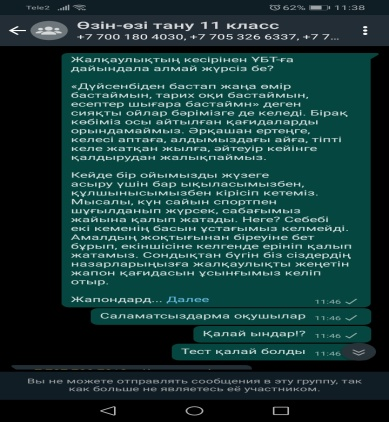 Tele2 62% 11:38
Өзін-өзі тану 11 класс
+7 700 180 4030, +7 705 326 6337, +7 7...
Жалқаулықтың кесірінен ҰБТ-ға
дайындала алмай жүрсіз бе?
«Дүйсенбіден бастап жаңа өмір
бастаймын, тарих оқи бастаймын,
есептер шығара бастаймн» деген
сияқты ойлар бәрімізге де келеді. Бірақ
көбіміз осы айтылған қағидаларды
орындамаймыз. Әрқашан ертеңге,
келесі аптаға, алдымыздағы айға, тіпті
келе жатқан жылға, әйтеуір кейінге
қалдырудан жалықпаймыз.
Кейде бір ойымызды жүзеге
асыру үшін бар ықыласымызбен,
құлшынысымызбен кірісіп кетеміз.
Мысалы, күн сайын спортпен
шұғылданып жүрсек, сабағымыз
жайына қалып жатады. Неге? Себебі
екі кеменің басын ұстағымыз келмейді.
Амалдың жоқтығынан біреуіне бет
бұрып, екіншісіне келгенде ерініп қалып
жатамыз. Сондықтан бүгін біз сіздердің
назарларыңызға жалқаулықты жеңетін
жапон қағидасын ұсынғымыз келіп
отыр.
Жапондард... Далее 11:46
Саламатсыздарма оқушылар 11:46
Қалай ындар!? 11:46
Тест қалай болды 11:46
Вы не можете отправлять сообщения в эту группу, так
как больше не являетесь её участником.